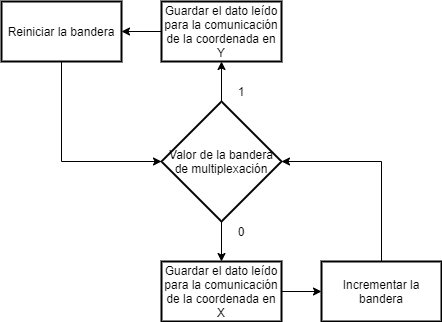 Reiniciar la bandera
Guardar el dato leído
para la comunicación
de la coordenada en
Y
1
Valor de la bandera
de multiplexación
0
Guardar el dato leído
para la comunicación
de la coordenada en
X
Incrementar la
bandera